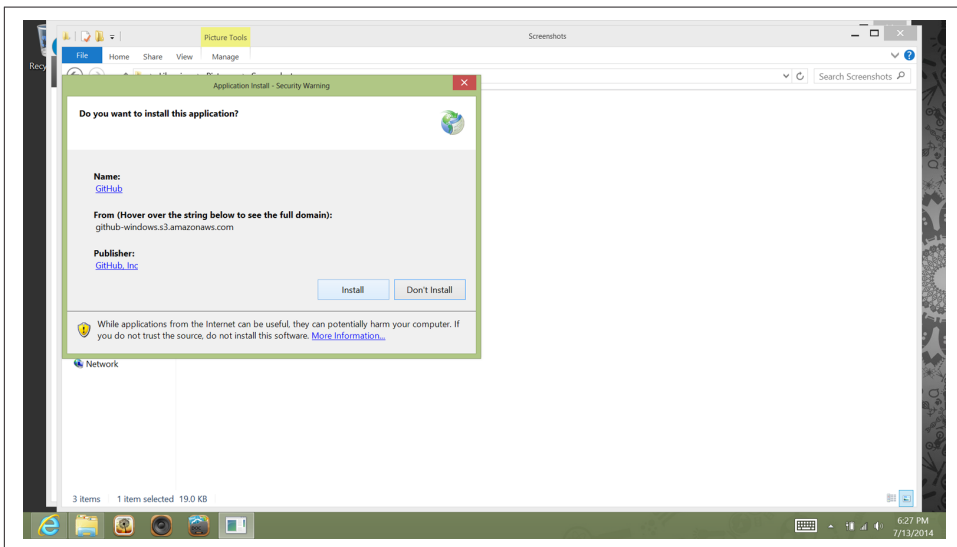 Picture Tools
Screenshots
File Home Share View Manage
Search Screenshots
Recy
Application Install - Security Warning
Do you want to install this application?
Name:
GitHub
From (Hover over the string below to see the full domain):
github-windows.s3.amazonaws.com
Publisher:
GitHub, Inc
Install Don't Install
While applications from the Internet can be useful, they can potentially harm your computer. If
you do not trust the source, do not install this software. More Information...
Network
3 items 1 item selected 19.0 KB
6:27 PM
7/13/2014